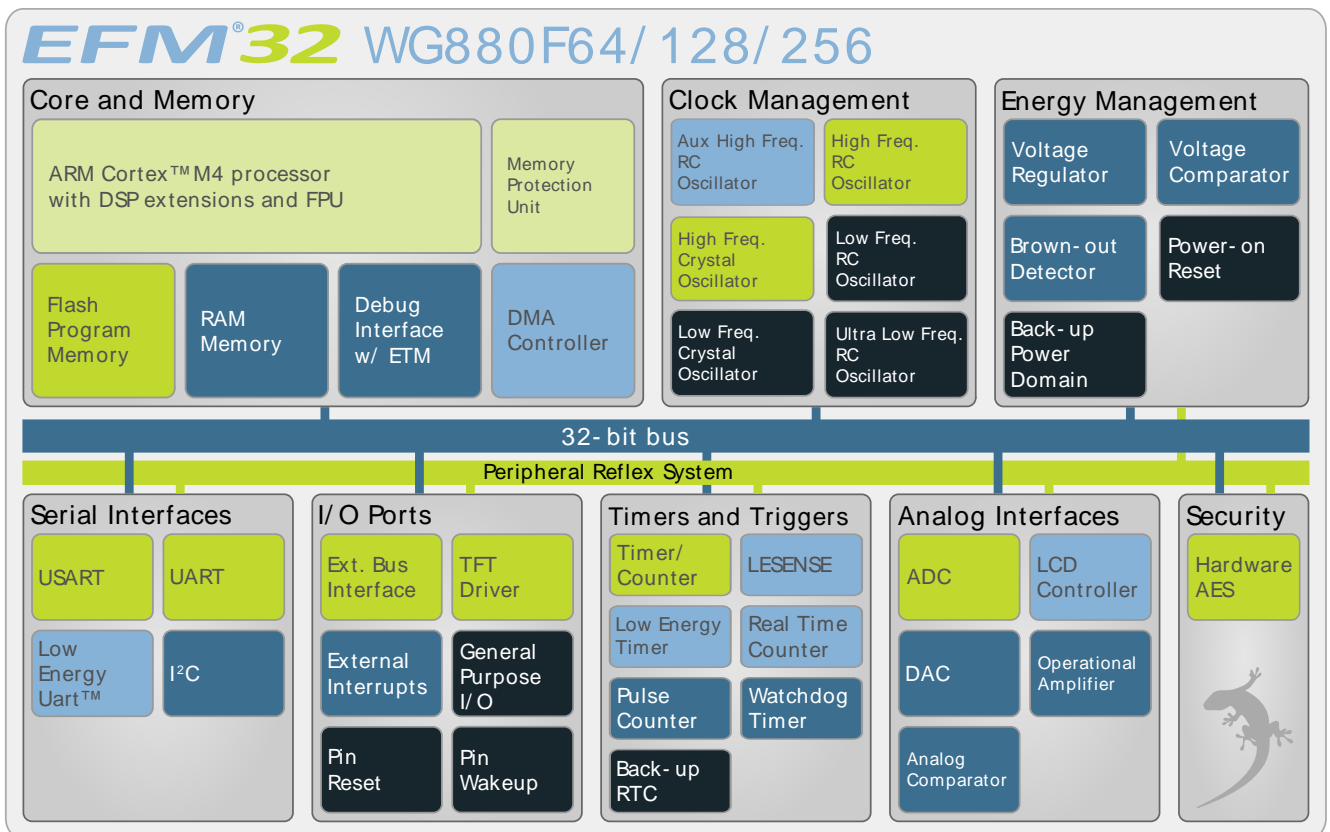 EFM®32 WG880F64/128/256
Core and Memory
ARM Cortex™ M4 processor
with DSP extensions and FPU
Memory
Protection
Unit
Flash
Program
Memory
RAM
Memory
Debug
Interface
w/ ETM
DMA
Controller
Clock Management
Aux High Freq.
RC
Oscillator
High Freq.
RC
Oscillator
High Freq.
Crystal
Oscillator
Low Freq.
RC
Oscillator
Low Freq.
Crystal
Oscillator
Ultra Low Freq.
RC
Oscillator
Energy Management
Voltage
Regulator
Voltage
Comparator
Brown-out
Detector
Power-on
Reset
Back-up
Power
Domain
32-bit bus
Peripheral Reflex System
Serial Interfaces
USART
UART
Low
Energy
Uart™
I²C
I/O Ports
Ext. Bus
Interface
TFT
Driver
External
Interrupts
General
Purpose
I/O
Pin
Reset
Pin
Wakeup
Timers and Triggers
Timer/
Counter
LESENSE
Low Energy
Timer
Real Time
Counter
Pulse
Counter
Watchdog
Timer
Back-up
RTC
Analog Interfaces
ADC
LCD
Controller
DAC
Operational
Amplifier
Analog
Comparator
Security
Hardware
AES